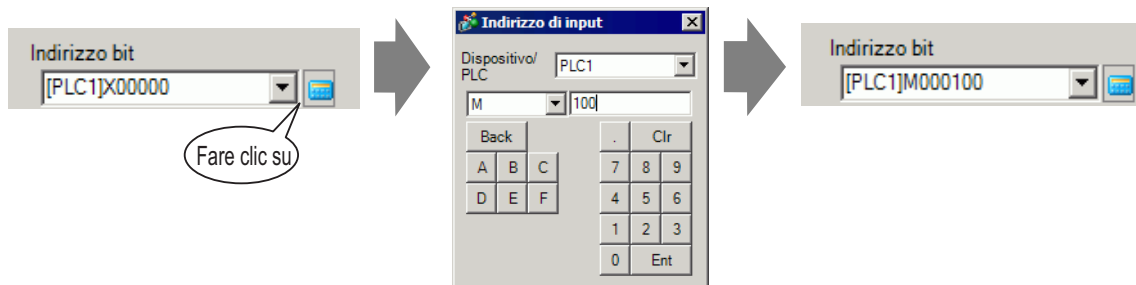 Indirizzo bit
[PLC1]X00000
Fare clic su
Indirizzo di input
Dispositivo/
PLC
PLC1
M
100
Back
. Clr
A B C 7 8 9
D E F 4 5 6
1 2 3
0 Ent
Indirizzo bit
[PLC1]M000100